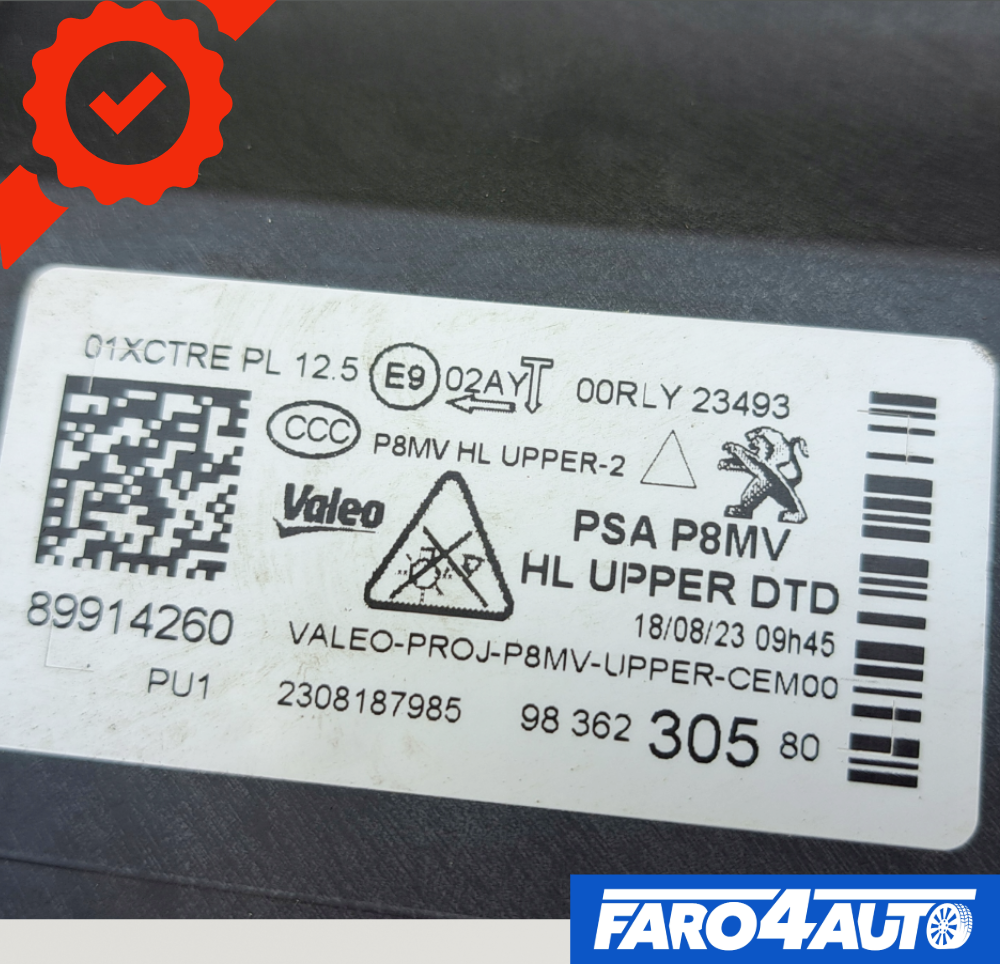 01XCTRE PL 12.5 E9 02AY 00RLY 23493
CCC P8MV HL UPPER-2
Valeo
PSA P8MV
HL UPPER DTD
18/08/23 09h45
89914260
VALEO-PROJ-P8MV-UPPER-CEM00
PU1
2308187985
98 362 305 80
FARO4AUTO